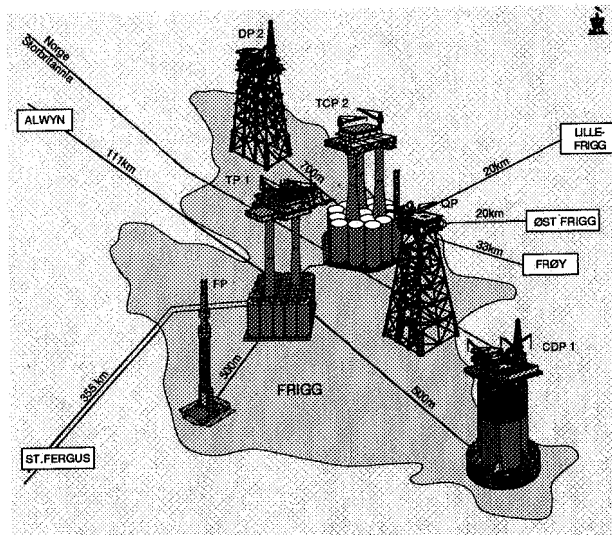 DP 2
Norge
Storbritannia
TCP 2
ALWYN
LILLE-
FRIGG
111km
20km
700m
TP 1
QP
20km
ØST FRIGG
33km
FRØY
FP
CDP 1
355 km
500m
FRIGG
500m
ST.FERGUS